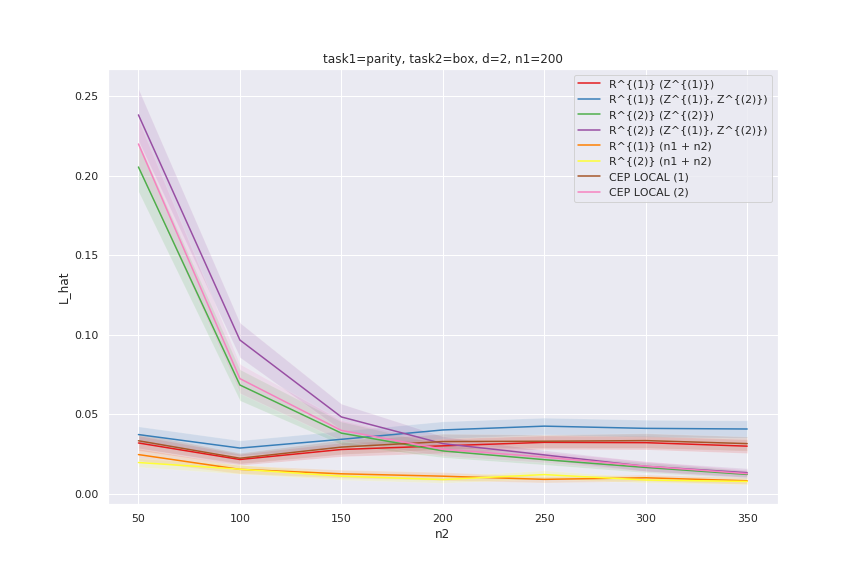 task1=parity, task2=box, d=2, n1=200
R^{(1)} (Z^{(1)})
R^{(1)} (Z^{(1)}, Z^{(2)})
R^{(2)} (Z^{(2)})
R^{(2)} (Z^{(1)}, Z^{(2)})
R^{(1)} (n1 + n2)
R^{(2)} (n1 + n2)
CEP LOCAL (1)
CEP LOCAL (2)
L_hat
0.25
0.20
0.15
0.10
0.05
0.00
50 100 150 200 250 300 350
n2